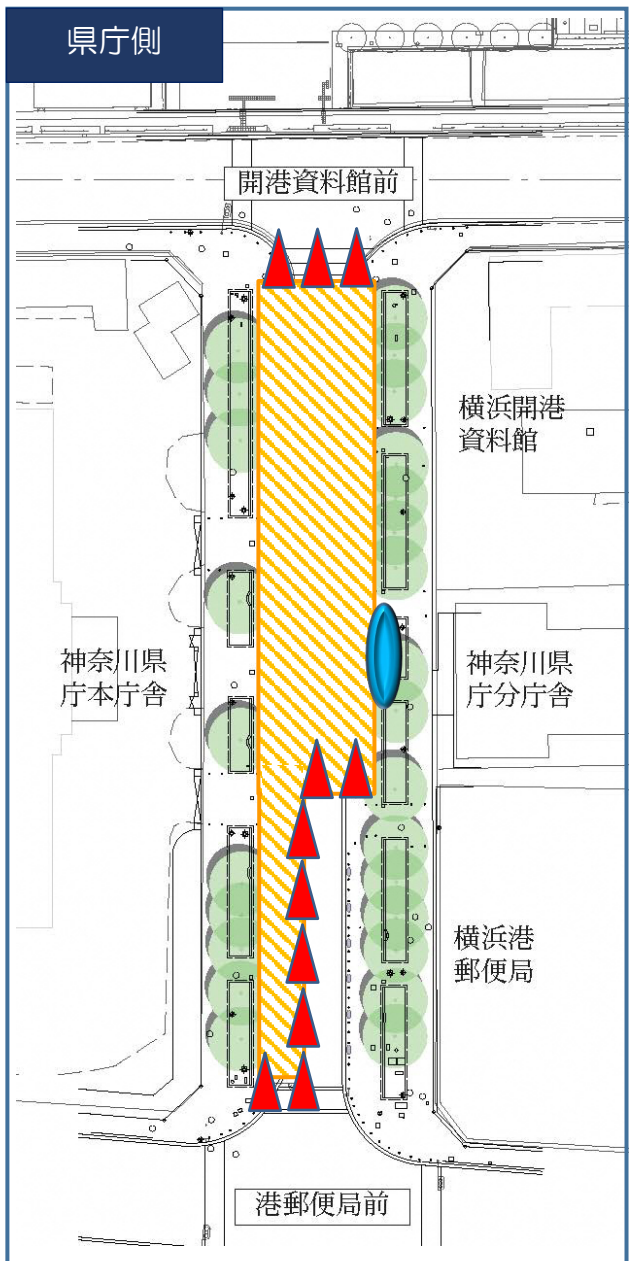 県庁側
開港資料館前
横浜開港
資料館
神奈川県
庁本庁舎
神奈川県
庁分庁舎
横浜港
郵便局
港郵便局前